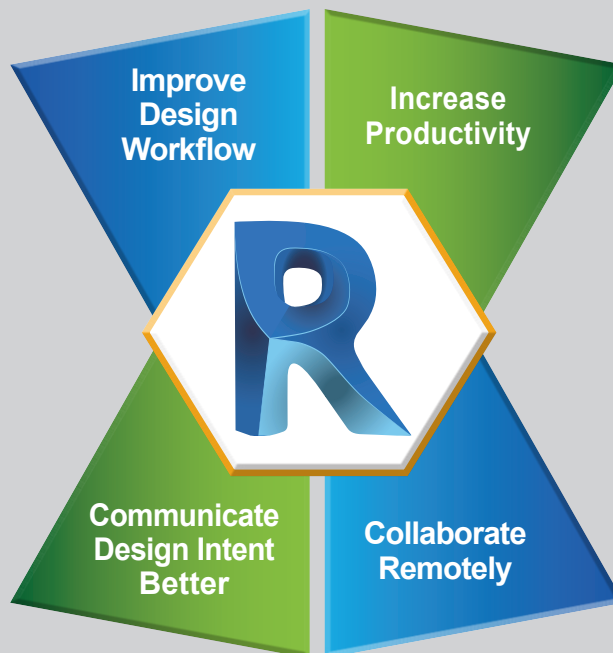 Improve
Design
Workflow
Increase
Productivity
R
Communicate
Design Intent
Better
Collaborate
Remotely